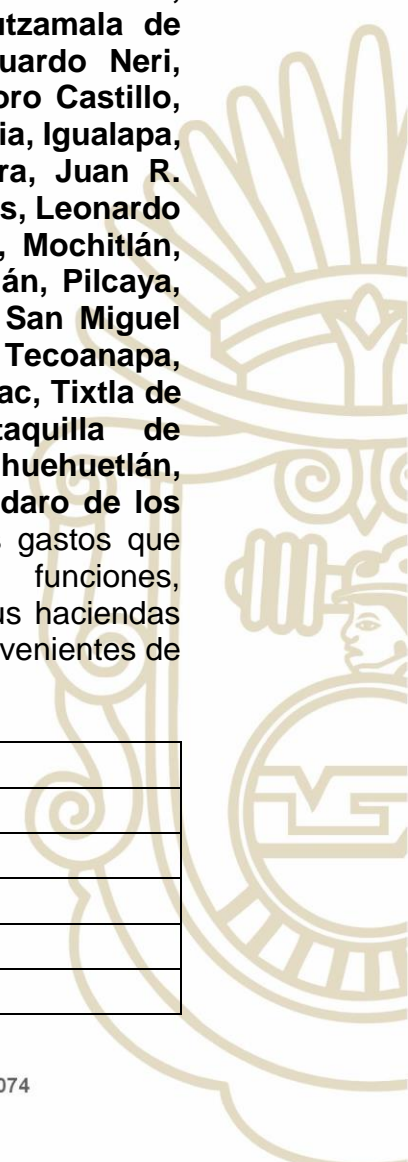 utzamala de
uardo Neri,
oro Castillo,
ia, Igualapa,
ra, Juan R.
s, Leonardo
, Mochitlán,
án, Pilcaya,
San Miguel
Tecoanapa,
ac, Tixtla de
taquilla de
huehuetlán,
daro de los
s gastos que
funciones,
us haciendas
venientes de
074